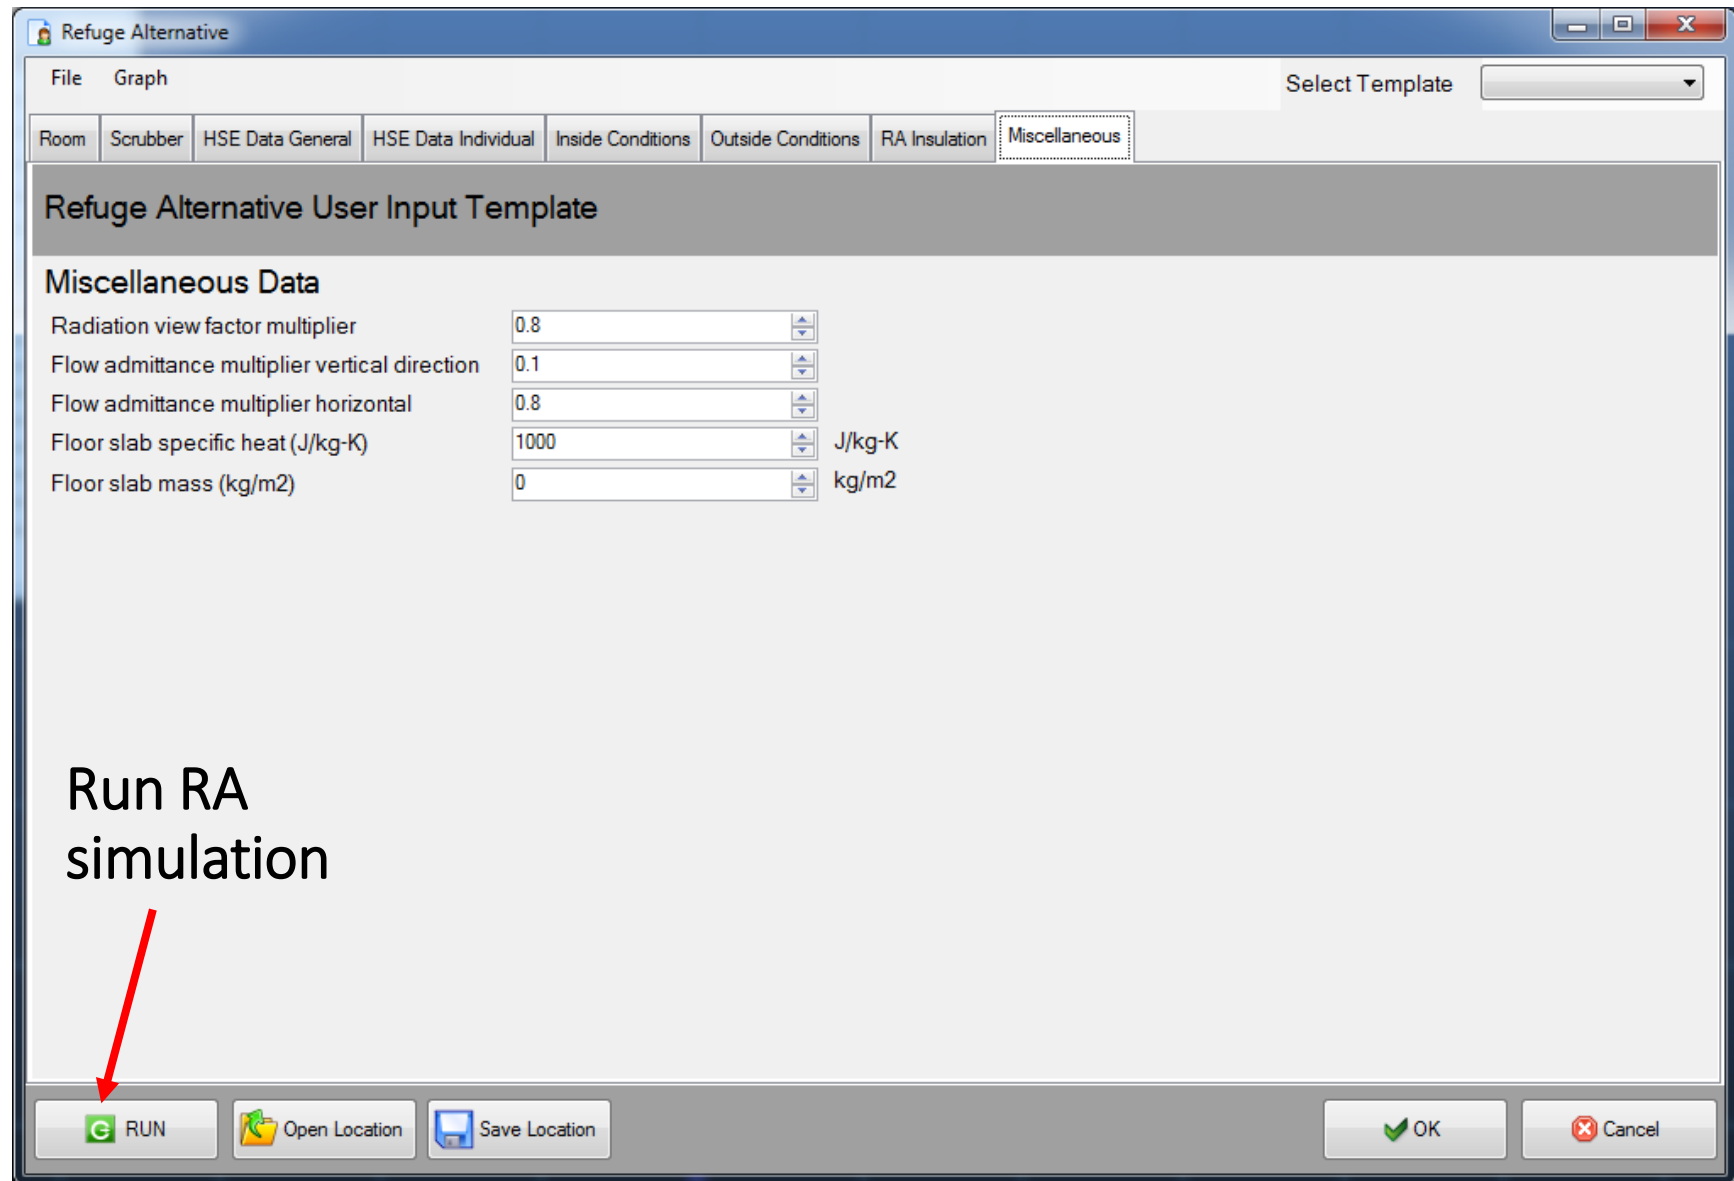 Refuge Alternative
File Graph Select Template
Room Scrubber HSE Data General HSE Data Individual Inside Conditions Outside Conditions RA Insulation Miscellaneous
Refuge Alternative User Input Template
Miscellaneous Data
Radiation view factor multiplier 0.8
Flow admittance multiplier vertical direction 0.1
Flow admittance multiplier horizontal 0.8
Floor slab specific heat (J/kg-K) 1000 J/kg-K
Floor slab mass (kg/m2) 0 kg/m2
Run RA
simulation
RUN Open Location Save Location OK Cancel